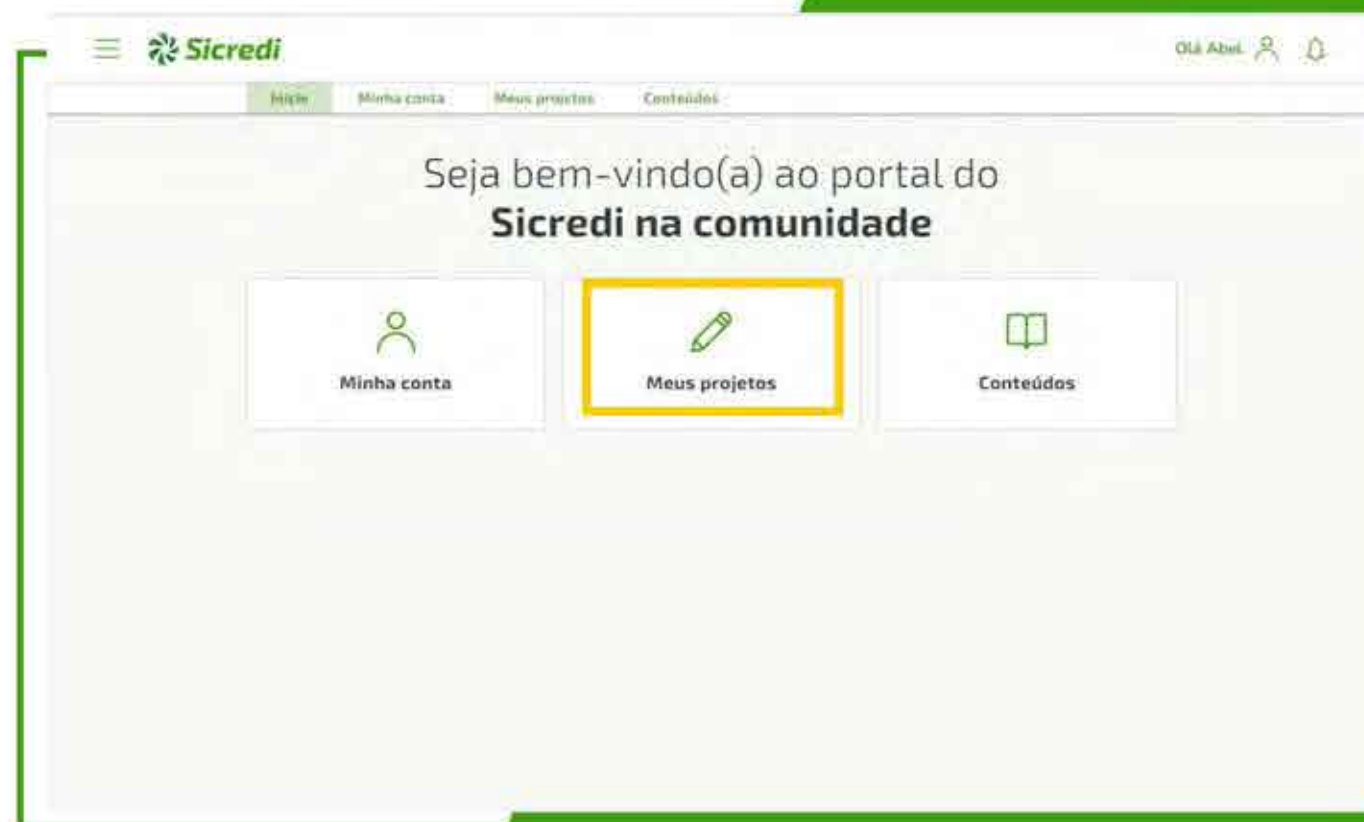 Sicredi
Olá Abel
Início Minha conta Meus projetos Conteúdos
Seja bem-vindo(a) ao portal do
Sicredi na comunidade
Minha conta Meus projetos Conteúdos